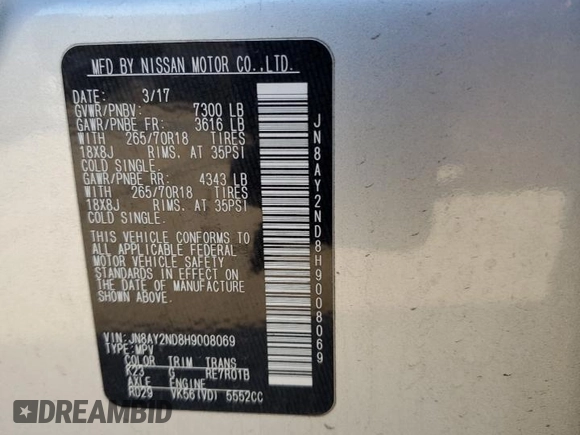 MFD BY NISSAN MOTOR CO.,LTD.
DATE: 3/17
GVWR/PNBV: 7300 LB
GAWR/PNBE FR: 3616 LB
WITH 265/70R18 TIRES
18X8J RIMS. AT 35PSI
COLD SINGLE.
GAWR/PNBE RR: 4343 LB
WITH 265/70R18 TIRES
18X8J RIMS. AT 35PSI
COLD SINGLE.
THIS VEHICLE CONFORMS TO
ALL APPLICABLE FEDERAL
MOTOR VEHICLE SAFETY
STANDARDS IN EFFECT ON
THE DATE OF MANUFACTURE
SHOWN ABOVE.
VIN:JN8AY2ND8H9008069
TYPE:MPV
COLOR TRIM TRANS
K23 G RE7R01B
AXLE ENGINE
RD29 VK56(VD) 5552CC
JN8AY2ND8H9008069
DREAMBID